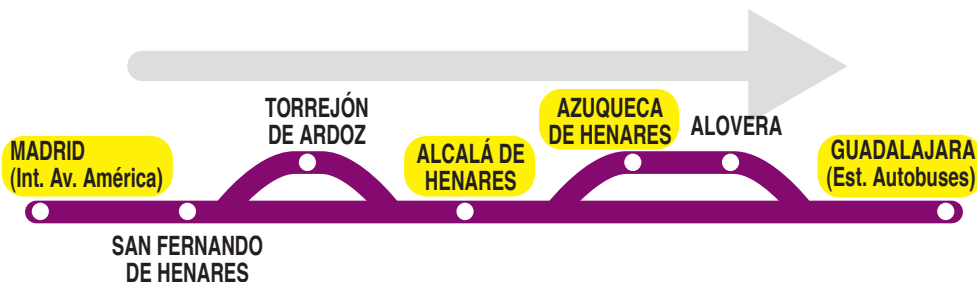 MADRID
(Int. Av. América)
SAN FERNANDO
DE HENARES
TORREJÓN
DE ARDOZ
ALCALÁ DE
HENARES
AZUQUECA
DE HENARES
ALOVERA
GUADALAJARA
(Est. Autobuses)